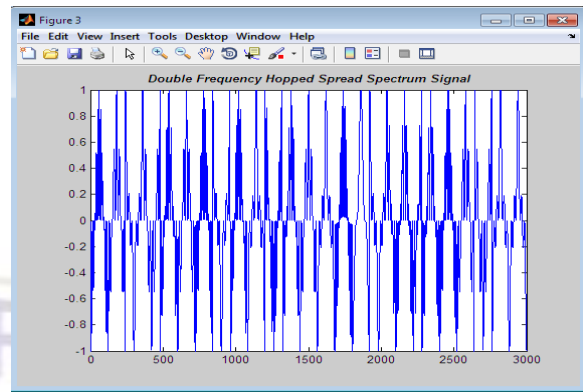 Figure 3
File Edit View Insert Tools Desktop Window Help
Double Frequency Hopped Spread Spectrum Signal
1
0.8
0.6
0.4
0.2
0
-0.2
-0.4
-0.6
-0.8
-1
0 500 1000 1500 2000 2500 3000